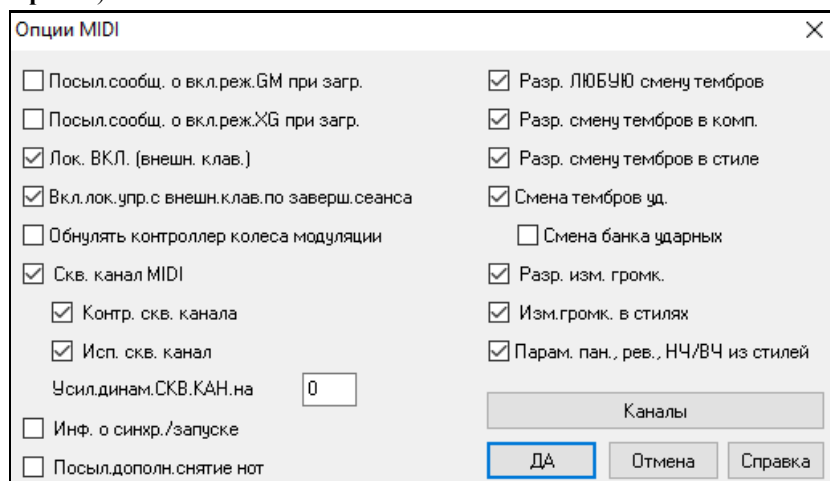 Опции MIDI
Посыл.сообщ. о вкл.реж.GM при загр.
Посыл.сообщ. о вкл.реж.XG при загр.
Лок. ВКЛ. (внешн. клав.)
Вкл.лок.упр.с внешн.клав.по заверш.сеанса
Обнулять контроллер колеса модуляции
Скв. канал MIDI
Контр. скв. канала
Исп. скв. канал
Усил.динам.СКВ.КАН.на 0
Инф. о синхр./запуске
Посыл.дополн.снятие нот
Разр. ЛЮБУЮ смену тембров
Разр. смену тембров в комп.
Разр. смену тембров в стиле
Смена тембров уд.
Смена банка ударных
Разр. изм. громк.
Изм.громк. в стилях
Парам. пан., рев., НЧ/ВЧ из стилей
Каналы
ДА Отмена Справка